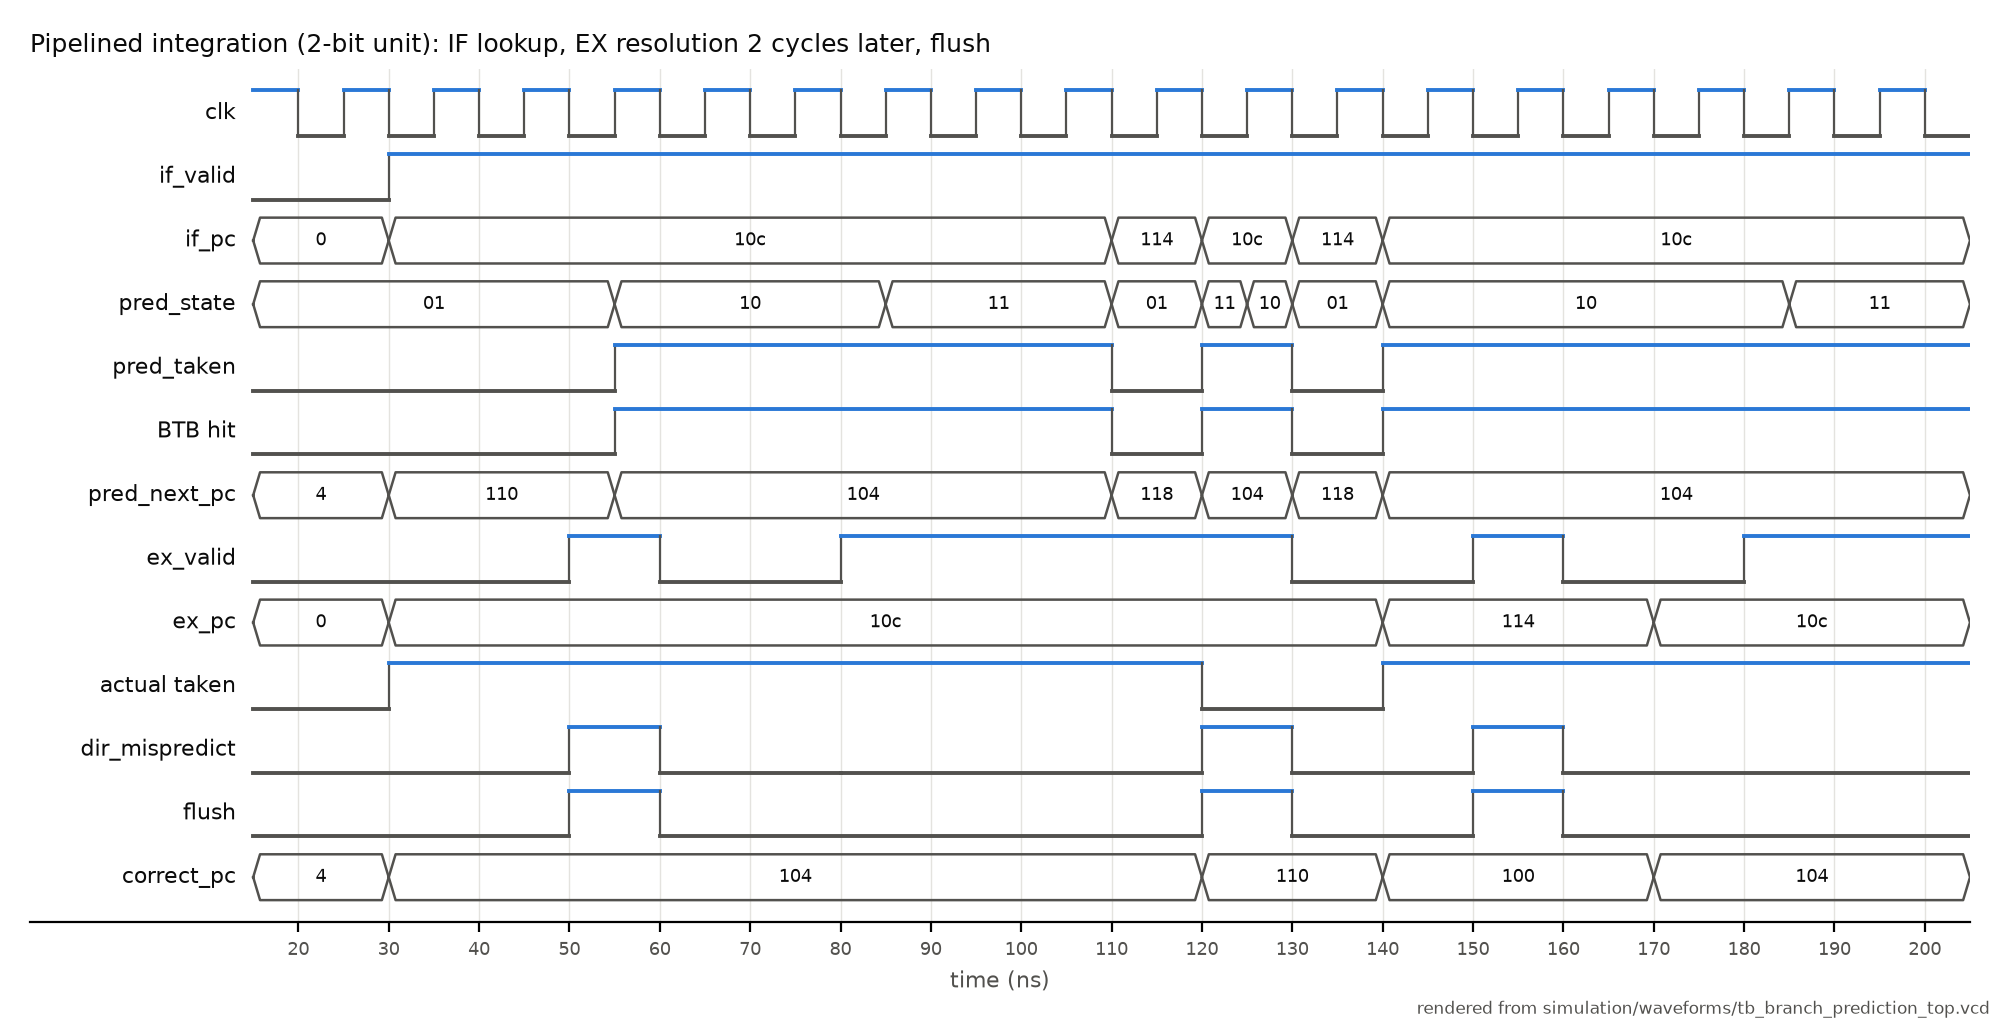 Pipelined integration (2-bit unit): IF lookup, EX resolution 2 cycles later, flush
clk
if_valid
if_pc 0 10c 114 10c 114 10c
pred_state 01 10 11 01 11 10 01 10 11
pred_taken
BTB hit
pred_next_pc 4 110 104 118 104 118 104
ex_valid
ex_pc 0 10c 114 10c
actual taken
dir_mispredict
flush
correct_pc 4 104 110 100 104
20 30 40 50 60 70 80 90 100 110 120 130 140 150 160 170 180 190 200
time (ns)
rendered from simulation/waveforms/tb_branch_prediction_top.vcd